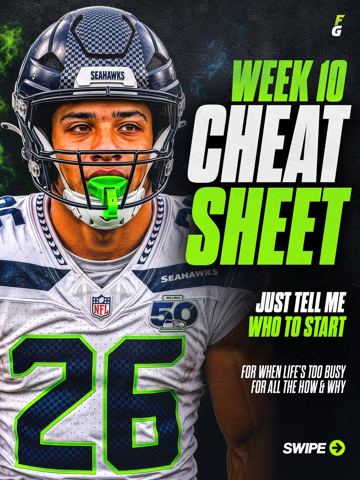 F
G
SEAHAWKS
WEEK 10
CHEAT
SHEET
SEAHAWKS
NFL
50
JUST TELL ME
WHO TO START
26
FOR WHEN LIFE'S TOO BUSY
FOR ALL THE HOW & WHY
SWIPE